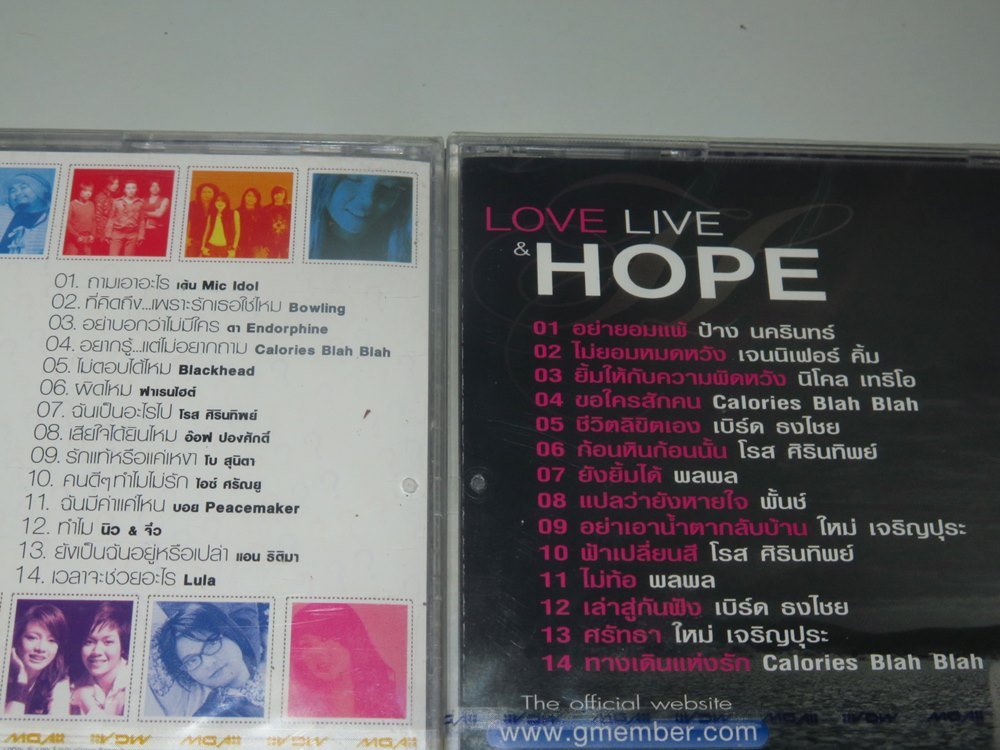 01. ถามเอาอะไร เต้น Mic Idol
02. ที่คิดถึง...เพราะรักเธอใช่ไหม Bowling
03. อย่าบอกว่าไม่มีใคร ดา Endorphine
04. อยากรู้...แต่ไม่อยากถาม Calories Blah Blah
05. ไม่ตอบได้ไหม Blackhead
06. ผิดไหม ฟาเรนไฮต์
07. ฉันเป็นอะไรไป โรส ศิรินทิพย์
08. เสียใจได้ยินไหม อ๊อฟ ปองศักดิ์
09. รักแท้หรือแค่เหงา โบ สุนิตา
10. คนดีๆ ทำไมไม่รัก ไอซ์ ศรัณยู
11. ฉันมีค่าแค่ไหน บอย Peacemaker
12. ทำไม นิว & จิ๋ว
13. ยังเป็นฉันอยู่หรือเปล่า แอน ธิติมา
14. เวลาจะช่วยอะไร Lula
MGA
LOVE LIVE
& HOPE
01 อย่ายอมแพ้ ป้าง นครินทร์
02 ไม่ยอมหมดหวัง เจนนิเฟอร์ คิ้ม
03 ยิ้มให้กับความผิดหวัง นิโคล เทริโอ
04 ขอใครสักคน Calories Blah Blah
05 ชีวิตลิขิตเอง เบิร์ด ธงไชย
06 ก้อนหินก้อนนั้น โรส ศิรินทิพย์
07 ยังยิ้มได้ พลพล
08 แปลว่ายังหายใจ พั้นช์
09 อย่าเอาน้ำตากลับบ้าน ใหม่ เจริญปุระ
10 ฟ้าเปลี่ยนสี โรส ศิรินทิพย์
11 ไม่ท้อ พลพล
12 เล่าสู่กันฟัง เบิร์ด ธงไชย
13 ศรัทธา ใหม่ เจริญปุระ
14 ทางเดินแห่งรัก Calories Blah Blah
The official website
MGA
www.gmember.com